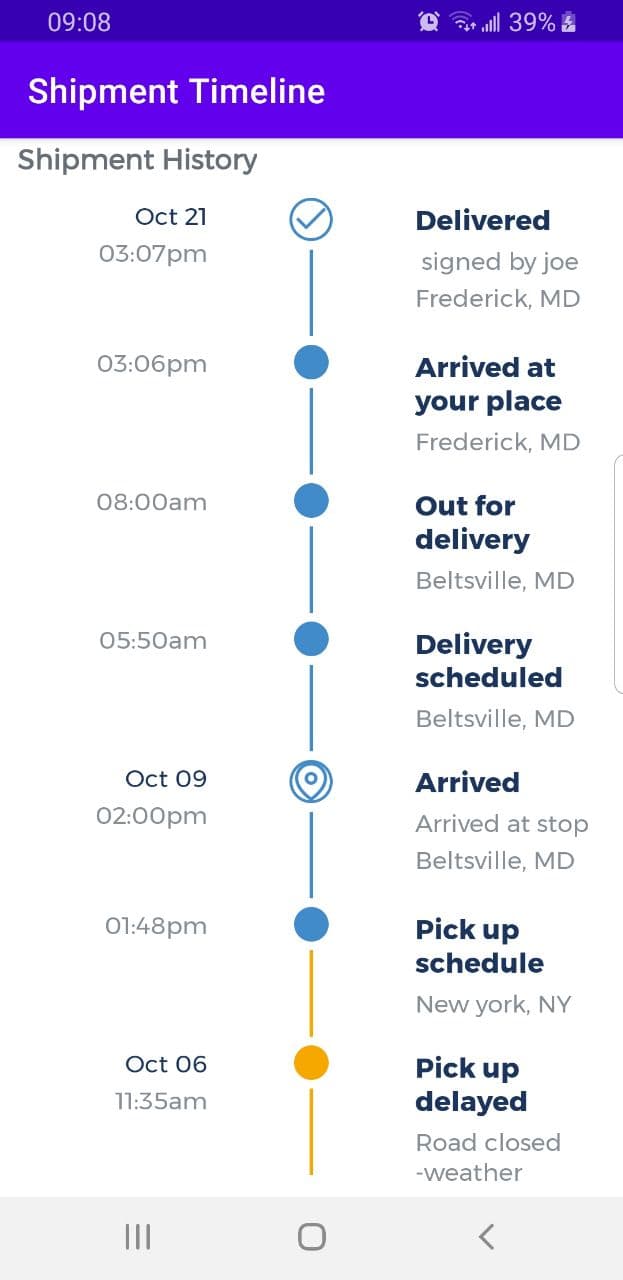 09:08
39%
Shipment Timeline
Shipment History
Oct 21
03:07pm
Delivered
signed by joe
Frederick, MD
03:06pm
Arrived at
your place
Frederick, MD
08:00am
Out for
delivery
Beltsville, MD
05:50am
Delivery
scheduled
Beltsville, MD
Oct 09
02:00pm
Arrived
Arrived at stop
Beltsville, MD
01:48pm
Pick up
schedule
New york, NY
Oct 06
11:35am
Pick up
delayed
Road closed
-weather